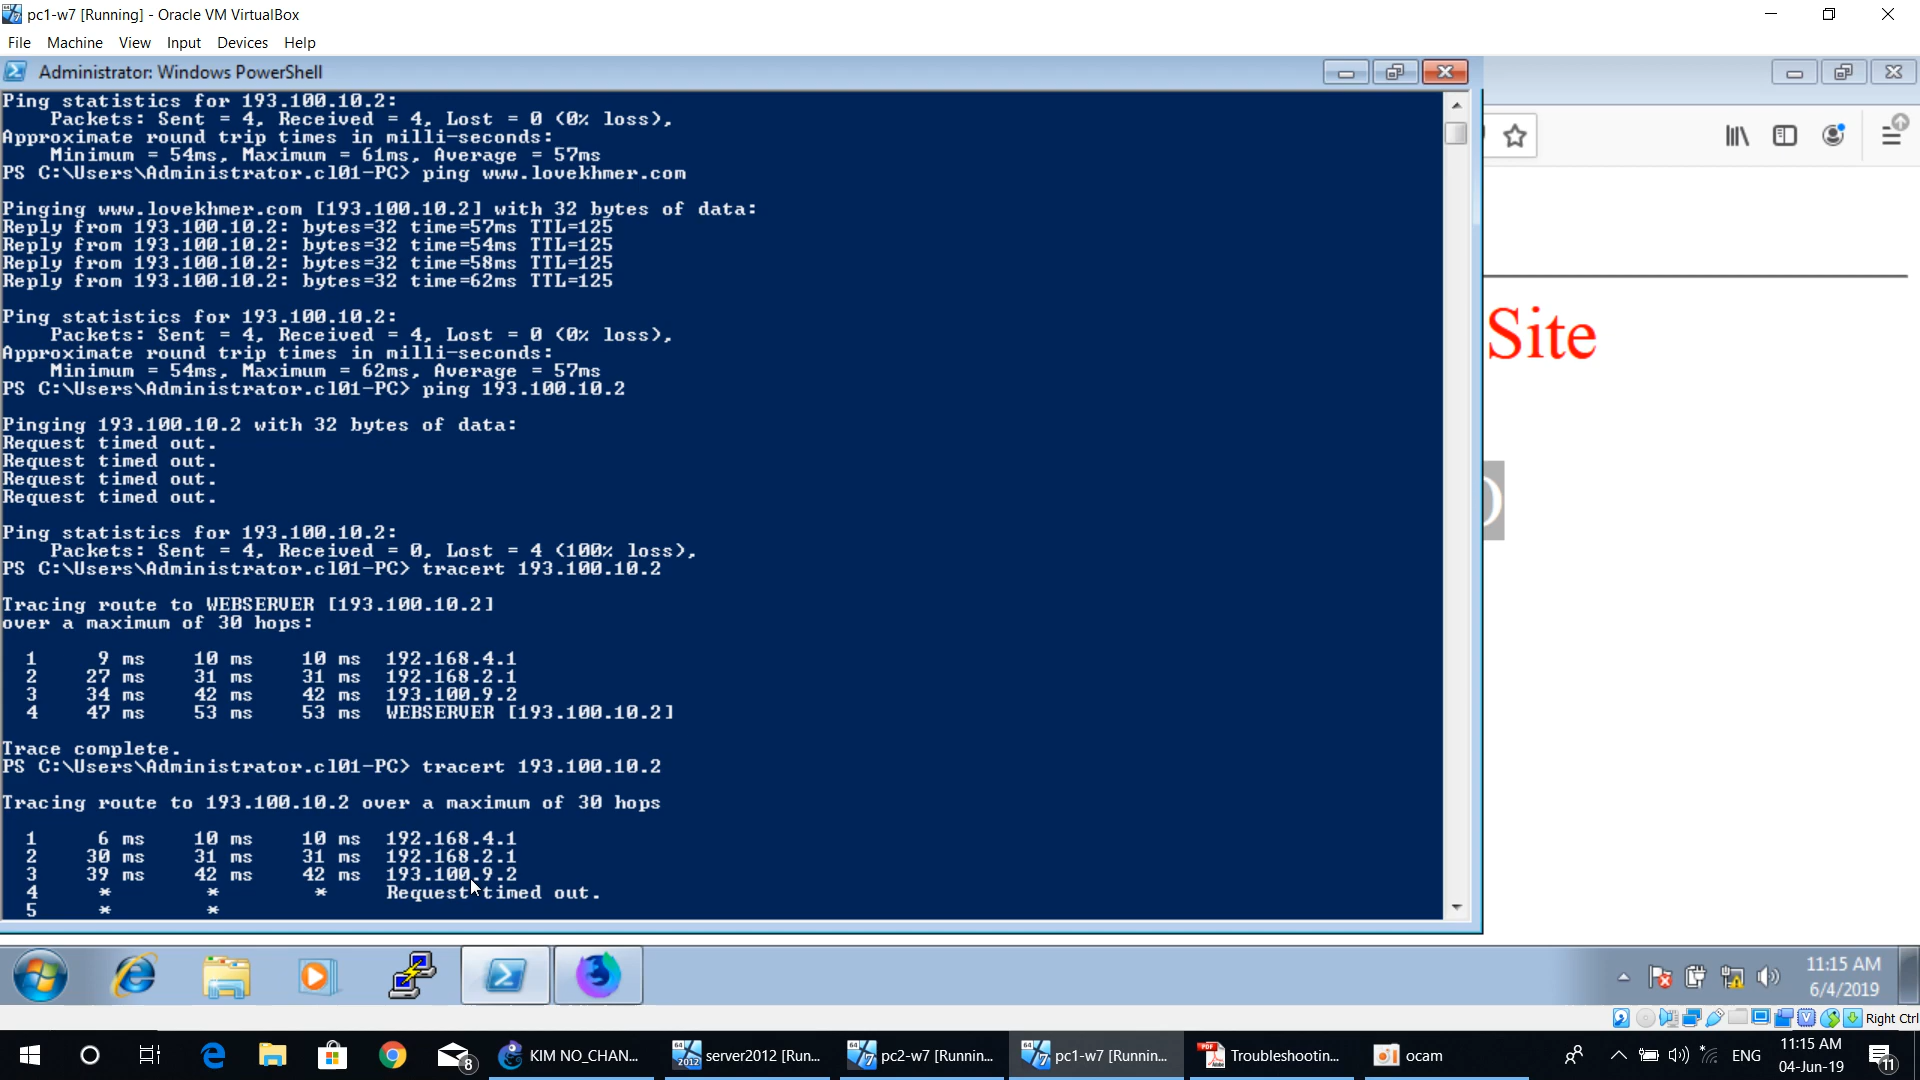 pc1-w7 [Running] - Oracle VM VirtualBox
File Machine View Input Devices Help
Administrator: Windows PowerShell
Ping statistics for 193.100.10.2:
Packets: Sent = 4, Received = 4, Lost = 0 (0% loss),
Approximate round trip times in milli-seconds:
Minimum = 54ms, Maximum = 61ms, Average = 57ms
PS C:\Users\Administrator.cl01-PC> ping www.lovekhmer.com
Pinging www.lovekhmer.com [193.100.10.2] with 32 bytes of data:
Reply from 193.100.10.2: bytes=32 time=57ms TTL=125
Reply from 193.100.10.2: bytes=32 time=54ms TTL=125
Reply from 193.100.10.2: bytes=32 time=58ms TTL=125
Reply from 193.100.10.2: bytes=32 time=62ms TTL=125
Ping statistics for 193.100.10.2:
Packets: Sent = 4, Received = 4, Lost = 0 (0% loss),
Approximate round trip times in milli-seconds:
Minimum = 54ms, Maximum = 62ms, Average = 57ms
PS C:\Users\Administrator.cl01-PC> ping 193.100.10.2
Pinging 193.100.10.2 with 32 bytes of data:
Request timed out.
Request timed out.
Request timed out.
Request timed out.
Ping statistics for 193.100.10.2:
Packets: Sent = 4, Received = 0, Lost = 4 (100% loss),
PS C:\Users\Administrator.cl01-PC> tracert 193.100.10.2
Tracing route to WEBSERVER [193.100.10.2]
over a maximum of 30 hops:
1 9 ms 10 ms 10 ms 192.168.4.1
2 27 ms 31 ms 31 ms 192.168.2.1
3 34 ms 42 ms 42 ms 193.100.9.2
4 47 ms 53 ms 53 ms WEBSERVER [193.100.10.2]
Trace complete.
PS C:\Users\Administrator.cl01-PC> tracert 193.100.10.2
Tracing route to 193.100.10.2 over a maximum of 30 hops
1 6 ms 10 ms 10 ms 192.168.4.1
2 30 ms 31 ms 31 ms 192.168.2.1
3 39 ms 42 ms 42 ms 193.100.9.2
4 * * * Request timed out.
5 * *
Site
11:15 AM
6/4/2019
Right Ctrl
KIM NO_CHAN...
server2012 [Run...
pc2-w7 [Runnin...
pc1-w7 [Runnin...
Troubleshootin...
ocam
ENG
11:15 AM
04-Jun-19
8
11